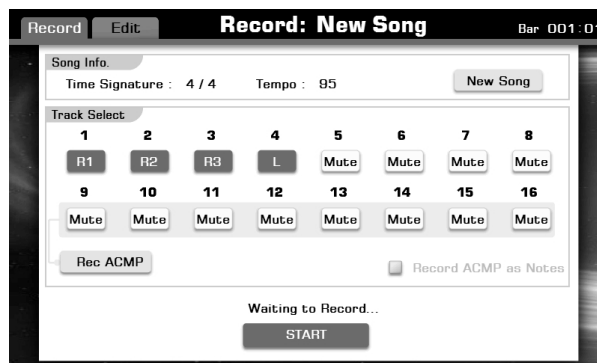 Record Edit Record: New Song Bar 001:01
Song Info.
Time Signature : 4 / 4 Tempo : 95 New Song
Track Select
1 2 3 4 5 6 7 8
R1 R2 R3 L Mute Mute Mute Mute
9 10 11 12 13 14 15 16
Mute Mute Mute Mute Mute Mute Mute Mute
Rec ACMP Record ACMP as Notes
Waiting to Record...
START